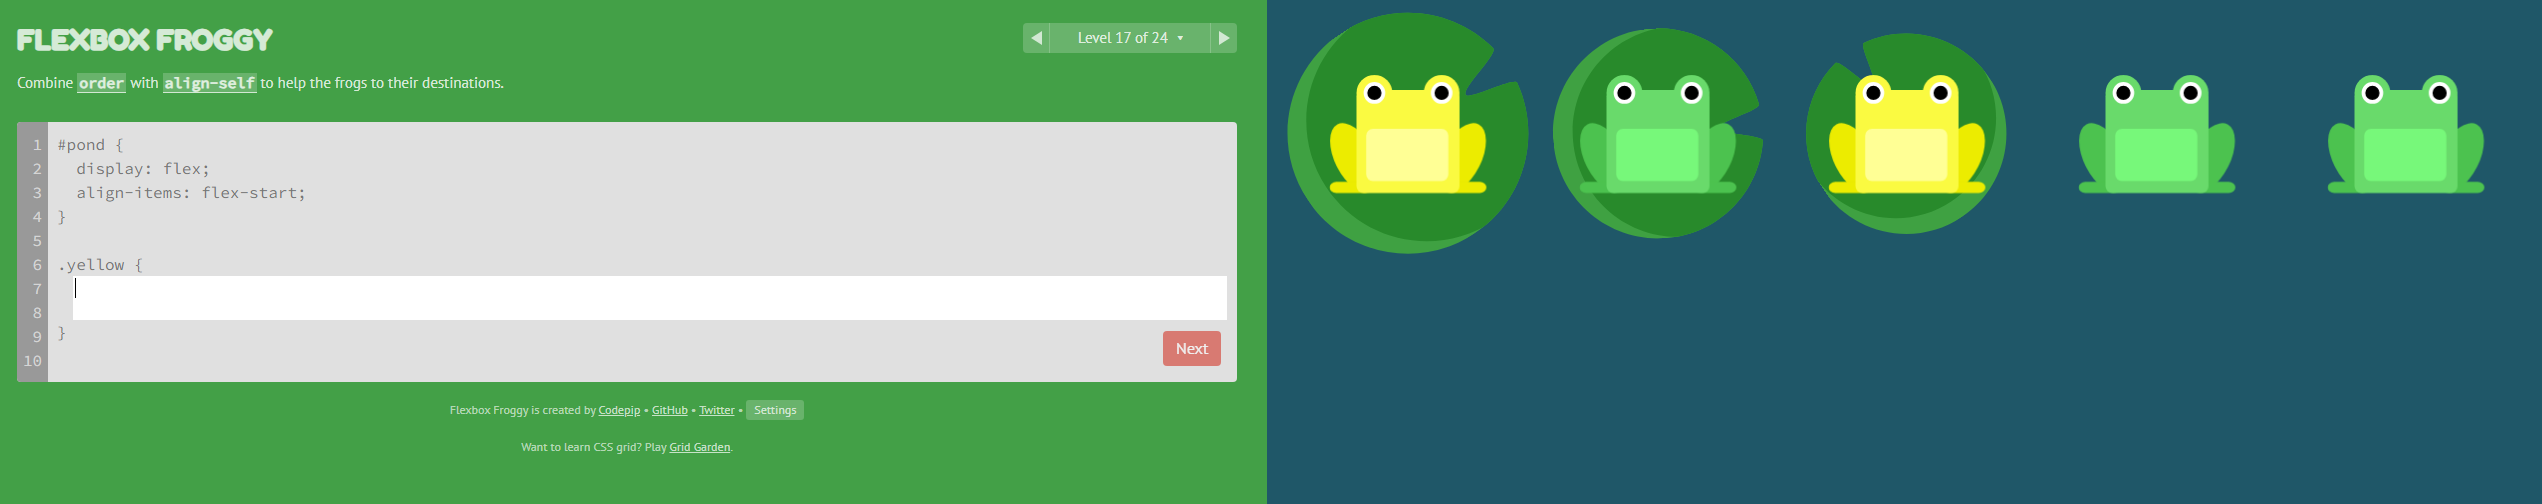 FLEXBOX FROGGY
Level 17 of 24
Combine order with align-self to help the frogs to their destinations.
1 #pond {
2 display: flex;
3 align-items: flex-start;
4 }
5
6 .yellow {
7
8
9 }
10
Next
Flexbox Froggy is created by Codepip • GitHub • Twitter • Settings
Want to learn CSS grid? Play Grid Garden.